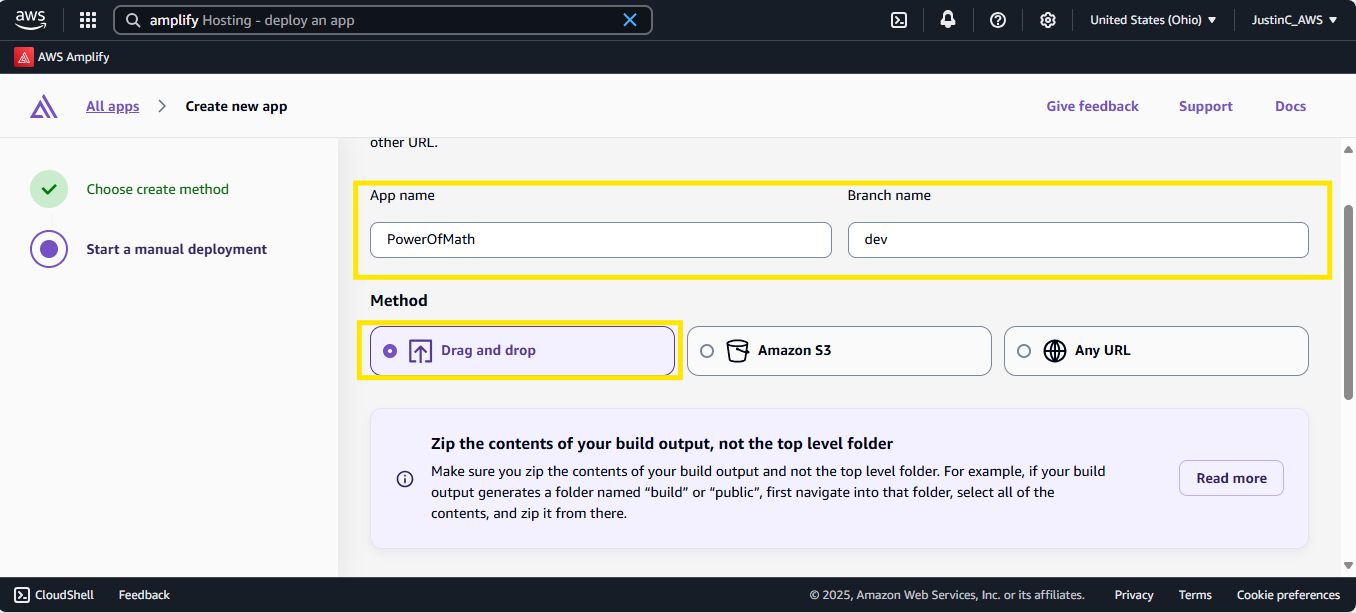 aws
amplify Hosting - deploy an app
United States (Ohio)
JustinC_AWS
AWS Amplify
All apps
Create new app
Give feedback
Support
Docs
Choose create method
Start a manual deployment
other URL.
App name
Branch name
PowerOfMath
dev
Method
Drag and drop
Amazon S3
Any URL
Zip the contents of your build output, not the top level folder
Make sure you zip the contents of your build output and not the top level folder. For example, if your build
output generates a folder named “build” or “public”, first navigate into that folder, select all of the
contents, and zip it from there.
Read more
CloudShell
Feedback
© 2025, Amazon Web Services, Inc. or its affiliates.
Privacy
Terms
Cookie preferences